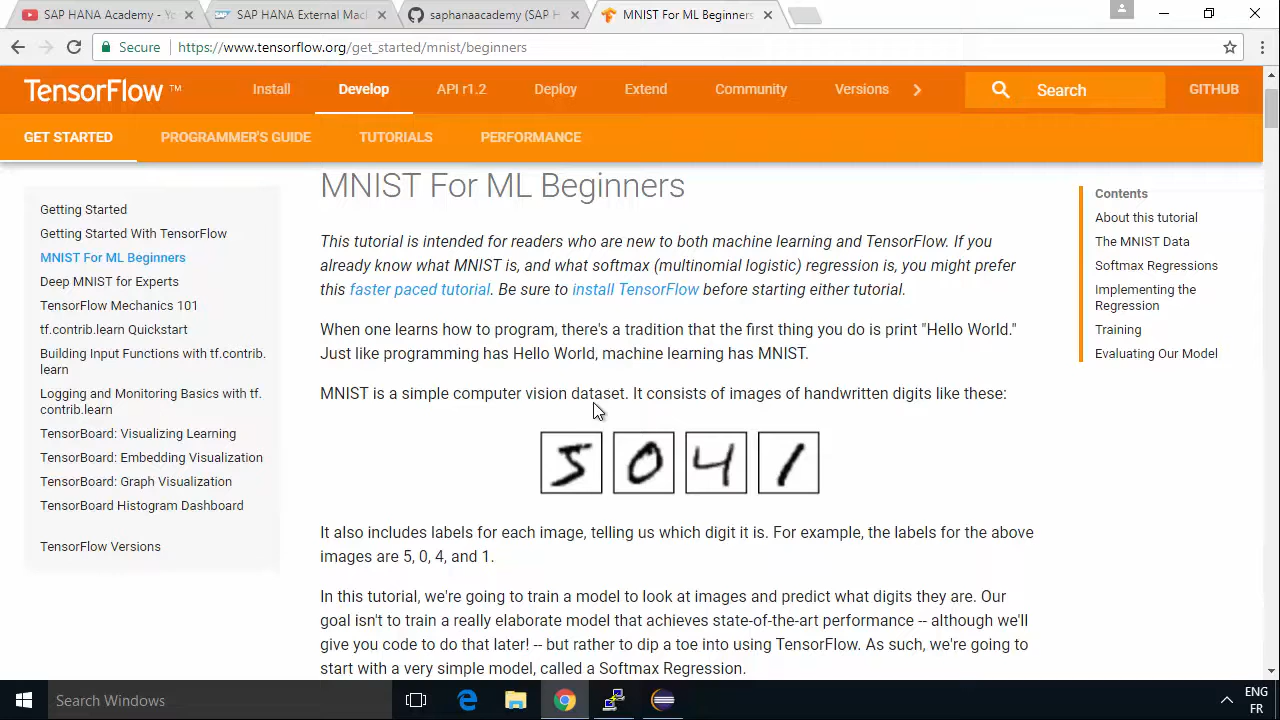 SAP HANA Academy - Yo
SAP HANA External Mach
saphanaacademy (SAP H
MNIST For ML Beginners
Secure
https://www.tensorflow.org/get_started/mnist/beginners
TensorFlow ™
Install
Develop
API r1.2
Deploy
Extend
Community
Versions
Search
GITHUB
GET STARTED
PROGRAMMER'S GUIDE
TUTORIALS
PERFORMANCE
Getting Started
Getting Started With TensorFlow
MNIST For ML Beginners
Deep MNIST for Experts
TensorFlow Mechanics 101
tf.contrib.learn Quickstart
Building Input Functions with tf.contrib.
learn
Logging and Monitoring Basics with tf.
contrib.learn
TensorBoard: Visualizing Learning
TensorBoard: Embedding Visualization
TensorBoard: Graph Visualization
TensorBoard Histogram Dashboard
TensorFlow Versions
MNIST For ML Beginners
This tutorial is intended for readers who are new to both machine learning and TensorFlow. If you
already know what MNIST is, and what softmax (multinomial logistic) regression is, you might prefer
this faster paced tutorial. Be sure to install TensorFlow before starting either tutorial.
When one learns how to program, there's a tradition that the first thing you do is print "Hello World."
Just like programming has Hello World, machine learning has MNIST.
MNIST is a simple computer vision dataset. It consists of images of handwritten digits like these:
5 0 4 1
It also includes labels for each image, telling us which digit it is. For example, the labels for the above
images are 5, 0, 4, and 1.
In this tutorial, we're going to train a model to look at images and predict what digits they are. Our
goal isn't to train a really elaborate model that achieves state-of-the-art performance -- although we'll
give you code to do that later! -- but rather to dip a toe into using TensorFlow. As such, we're going to
start with a very simple model, called a Softmax Regression.
Contents
About this tutorial
The MNIST Data
Softmax Regressions
Implementing the
Regression
Training
Evaluating Our Model
Search Windows
ENG
FR